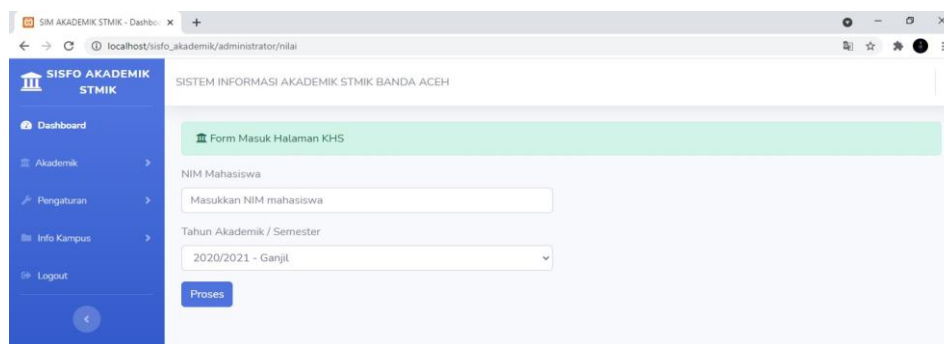 SIM AKADEMIK STMIK - Dashbo
localhost/sisfo_akademik/administrator/nilai
SISFO AKADEMIK
STMIK
SISTEM INFORMASI AKADEMIK STMIK BANDA ACEH
Dashboard
Akademik
Pengaturan
Info Kampus
Logout
Form Masuk Halaman KHS
NIM Mahasiswa
Masukkan NIM mahasiswa
Tahun Akademik / Semester
2020/2021 - Ganjil
Proses